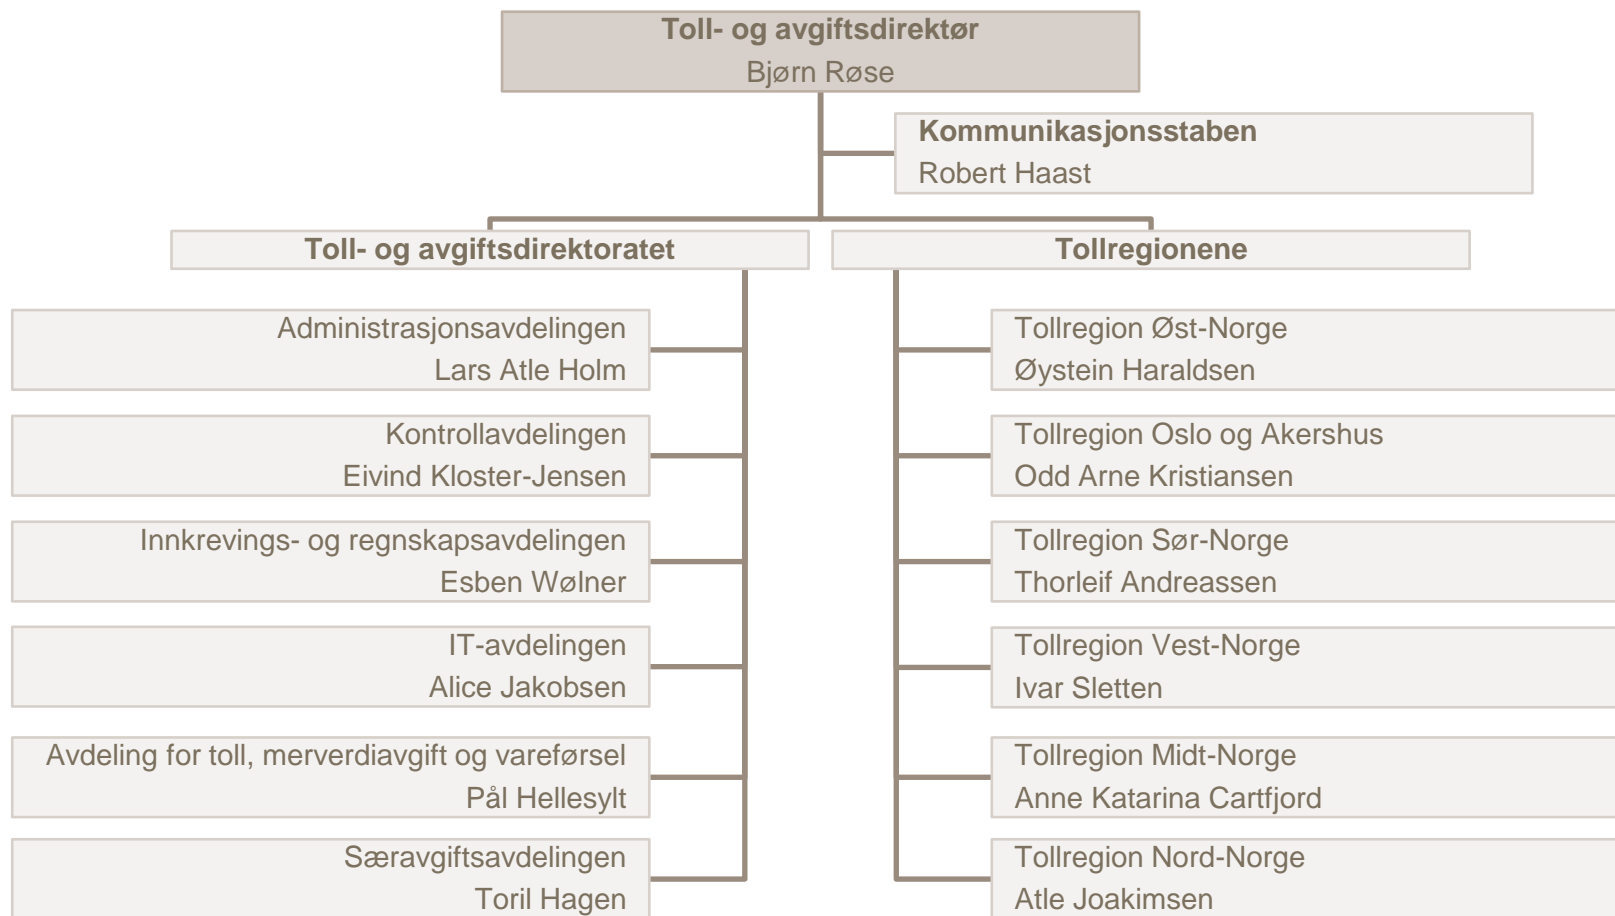 Toll- og avgiftsdirektør
Bjørn Røse
Kommunikasjonsstaben
Robert Haast
Toll- og avgiftsdirektoratet
Administrasjonsavdelingen
Lars Atle Holm
Kontrollavdelingen
Eivind Kloster-Jensen
Innkrevings- og regnskapsavdelingen
Esben Wølner
IT-avdelingen
Alice Jakobsen
Avdeling for toll, merverdiavgift og vareførsel
Pål Hellesylt
Særavgiftsavdelingen
Toril Hagen
Tollregionene
Tollregion Øst-Norge
Øystein Haraldsen
Tollregion Oslo og Akershus
Odd Arne Kristiansen
Tollregion Sør-Norge
Thorleif Andreassen
Tollregion Vest-Norge
Ivar Sletten
Tollregion Midt-Norge
Anne Katarina Cartfjord
Tollregion Nord-Norge
Atle Joakimsen